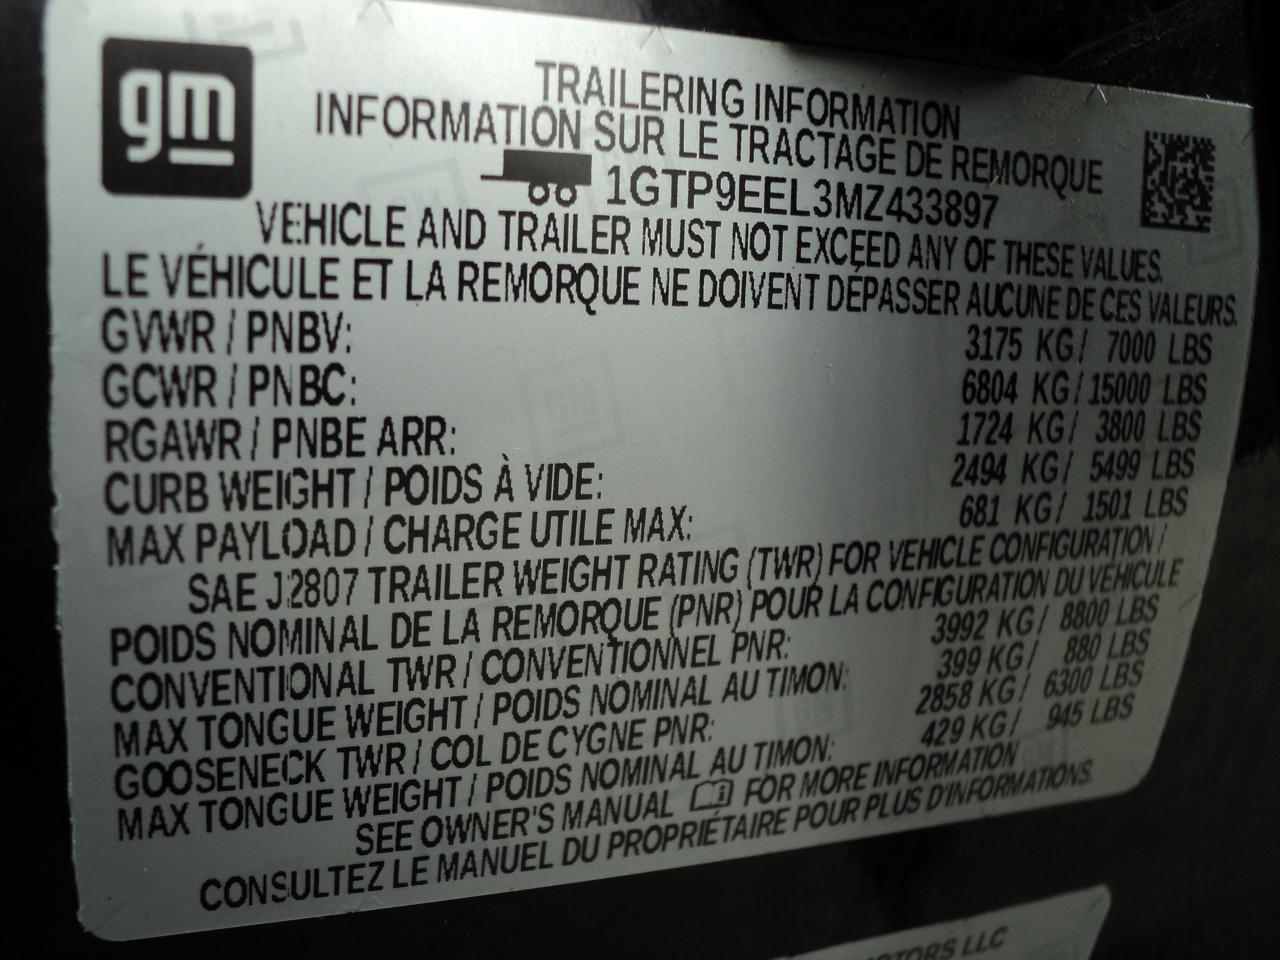 gm
TRAILERING INFORMATION
INFORMATION SUR LE TRACTAGE DE REMORQUE
1GTP9EEL3MZ433897
VEHICLE AND TRAILER MUST NOT EXCEED ANY OF THESE VALUES.
LE VÉHICULE ET LA REMORQUE NE DOIVENT DÉPASSER AUCUNE DE CES VALEURS.
GVWR / PNBV: 3175 KG / 7000 LBS
GCWR / PNBC: 6804 KG / 15000 LBS
RGAWR / PNBE ARR: 1724 KG / 3800 LBS
CURB WEIGHT / POIDS À VIDE: 2494 KG / 5499 LBS
MAX PAYLOAD / CHARGE UTILE MAX: 681 KG / 1501 LBS
SAE J2807 TRAILER WEIGHT RATING (TWR) FOR VEHICLE CONFIGURATION /
POIDS NOMINAL DE LA REMORQUE (PNR) POUR LA CONFIGURATION DU VÉHICULE
CONVENTIONAL TWR / CONVENTIONNEL PNR: 3992 KG / 8800 LBS
MAX TONGUE WEIGHT / POIDS NOMINAL AU TIMON: 399 KG / 880 LBS
GOOSENECK TWR / COL DE CYGNE PNR: 2858 KG / 6300 LBS
MAX TONGUE WEIGHT / POIDS NOMINAL AU TIMON: 429 KG / 945 LBS
SEE OWNER'S MANUAL FOR MORE INFORMATION
CONSULTEZ LE MANUEL DU PROPRIÉTAIRE POUR PLUS D'INFORMATIONS.
LLC